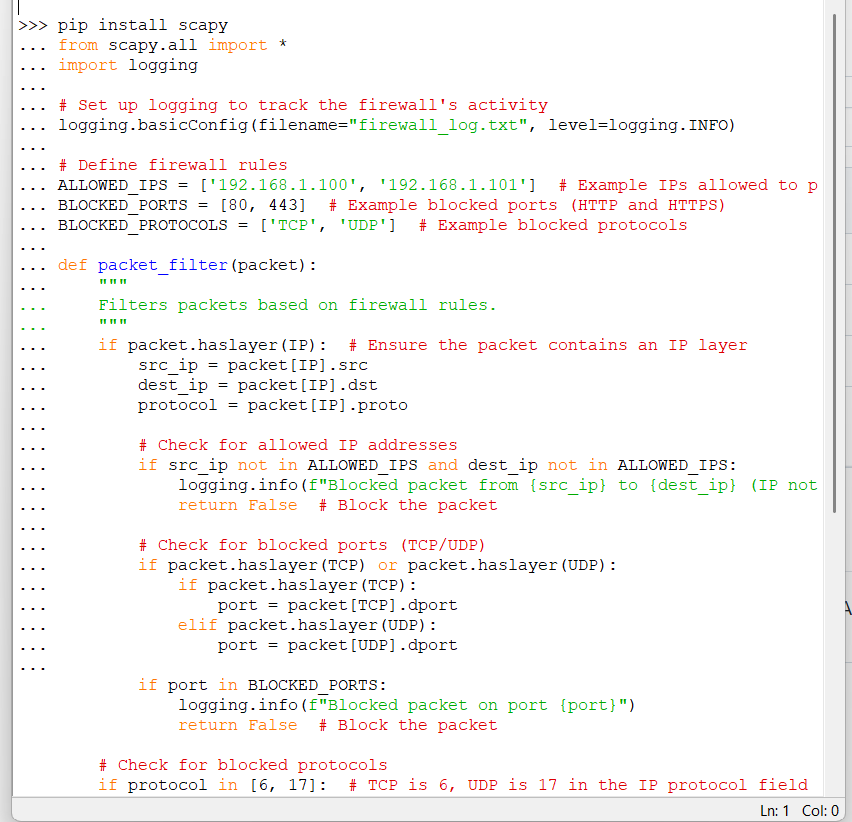 >>> pip install scapy
... from scapy.all import *
... import logging
...
... # Set up logging to track the firewall's activity
... logging.basicConfig(filename="firewall_log.txt", level=logging.INFO)
...
... # Define firewall rules
... ALLOWED_IPS = ['192.168.1.100', '192.168.1.101']  # Example IPs allowed to p
... BLOCKED_PORTS = [80, 443]  # Example blocked ports (HTTP and HTTPS)
... BLOCKED_PROTOCOLS = ['TCP', 'UDP']  # Example blocked protocols
...
... def packet_filter(packet):
...     """
...     Filters packets based on firewall rules.
...     """
...     if packet.haslayer(IP):  # Ensure the packet contains an IP layer
...         src_ip = packet[IP].src
...         dest_ip = packet[IP].dst
...         protocol = packet[IP].proto
...
...         # Check for allowed IP addresses
...         if src_ip not in ALLOWED_IPS and dest_ip not in ALLOWED_IPS:
...             logging.info(f"Blocked packet from {src_ip} to {dest_ip} (IP not
...             return False  # Block the packet
...
...         # Check for blocked ports (TCP/UDP)
...         if packet.haslayer(TCP) or packet.haslayer(UDP):
...             if packet.haslayer(TCP):
...                 port = packet[TCP].dport
...             elif packet.haslayer(UDP):
...                 port = packet[UDP].dport
...
            if port in BLOCKED_PORTS:
                logging.info(f"Blocked packet on port {port}")
                return False  # Block the packet

        # Check for blocked protocols
        if protocol in [6, 17]:  # TCP is 6, UDP is 17 in the IP protocol field
Ln: 1 Col: 0